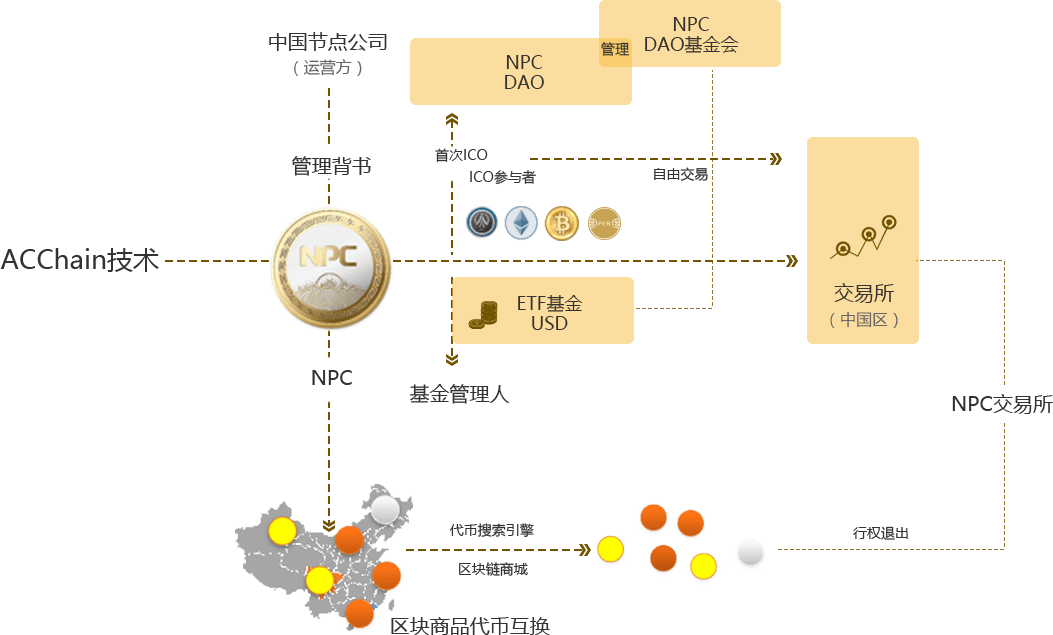 中国节点公司
（运营方）
NPC
DAO基金会
管理
NPC
DAO
管理背书
首次ICO
ICO参与者
自由交易
ACChain技术
NPC
ETF基金
USD
交易所
（中国区）
NPC
基金管理人
NPC交易所
代币搜索引擎
区块链商城
行权退出
区块商品代币互换